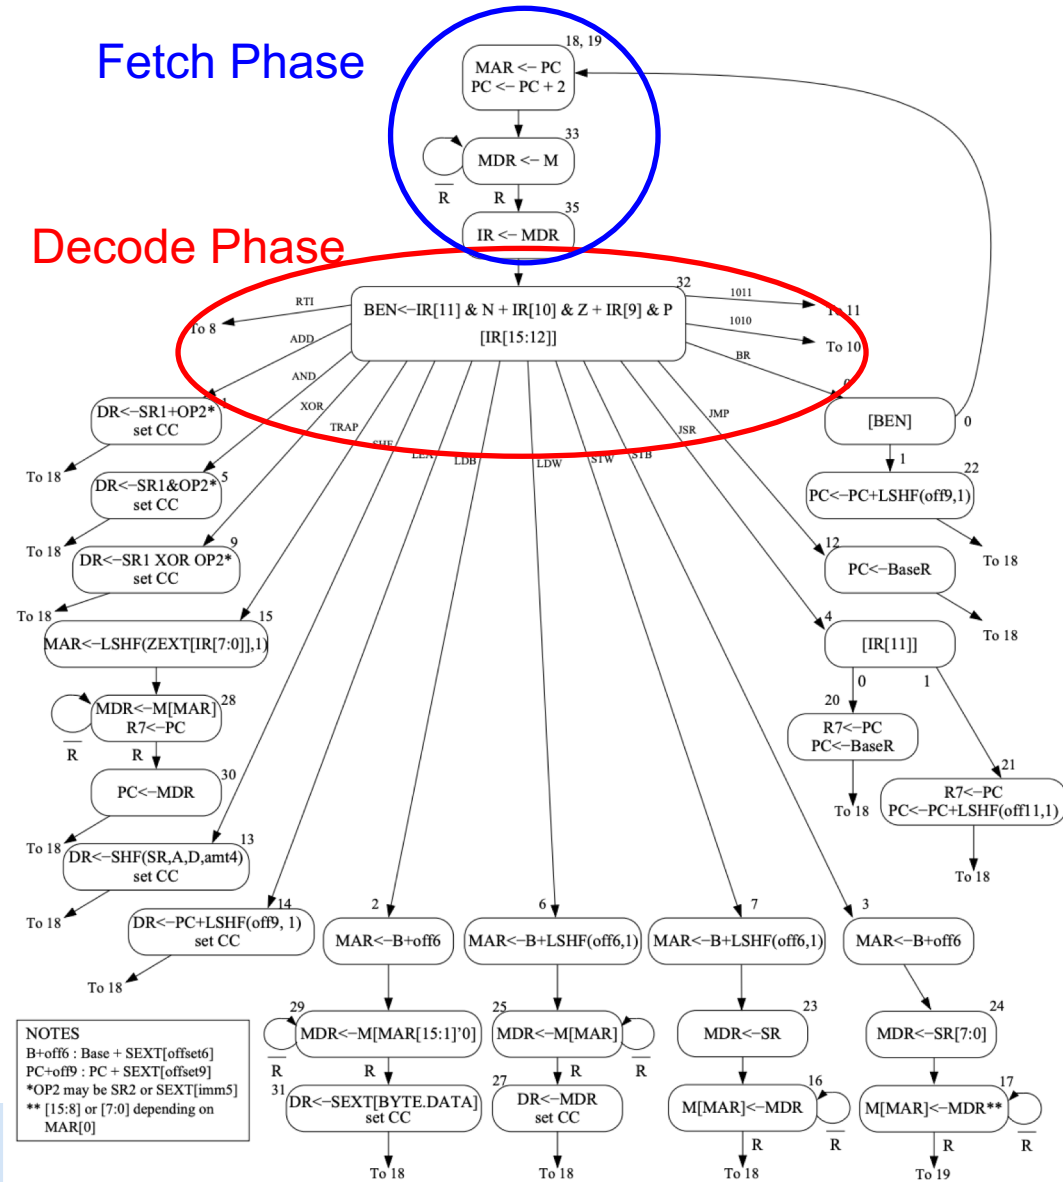 Fetch Phase
18, 19
MAR <- PC
PC <- PC + 2
33
MDR <- M
R
R
35
IR <- MDR
Decode Phase
32
BEN<-IR[11] & N + IR[10] & Z + IR[9] & P
[IR[15:12]]
RTI
To 8
1011
To 11
1010
To 10
ADD
AND
XOR
TRAP
SHF
LEA
LDB
LDW
STW
STB
JSR
JMP
BR
1
DR<-SR1+OP2*
set CC
To 18
5
DR<-SR1&OP2*
set CC
To 18
9
DR<-SR1 XOR OP2*
set CC
To 18
15
MAR<-LSHF(ZEXT[IR[7:0]],1)
28
MDR<-M[MAR]
R7<-PC
R
R
30
PC<-MDR
To 18
13
DR<-SHF(SR,A,D,amt4)
set CC
To 18
14
DR<-PC+LSHF(off9, 1)
set CC
To 18
0
[BEN]
0
1
22
PC<-PC+LSHF(off9,1)
To 18
12
PC<-BaseR
To 18
4
[IR[11]]
0
1
20
R7<-PC
PC<-BaseR
To 18
21
R7<-PC
PC<-PC+LSHF(off11,1)
To 18
2
MAR<-B+off6
29
MDR<-M[MAR[15:1]'0]
R
R
31
DR<-SEXT[BYTE.DATA]
set CC
To 18
6
MAR<-B+LSHF(off6,1)
25
MDR<-M[MAR]
R
R
27
DR<-MDR
set CC
To 18
7
MAR<-B+LSHF(off6,1)
23
MDR<-SR
16
M[MAR]<-MDR
R
R
To 18
3
MAR<-B+off6
24
MDR<-SR[7:0]
17
M[MAR]<-MDR**
R
R
To 19
NOTES
B+off6 : Base + SEXT[offset6]
PC+off9 : PC + SEXT[offset9]
*OP2 may be SR2 or SEXT[imm5]
** [15:8] or [7:0] depending on
MAR[0]